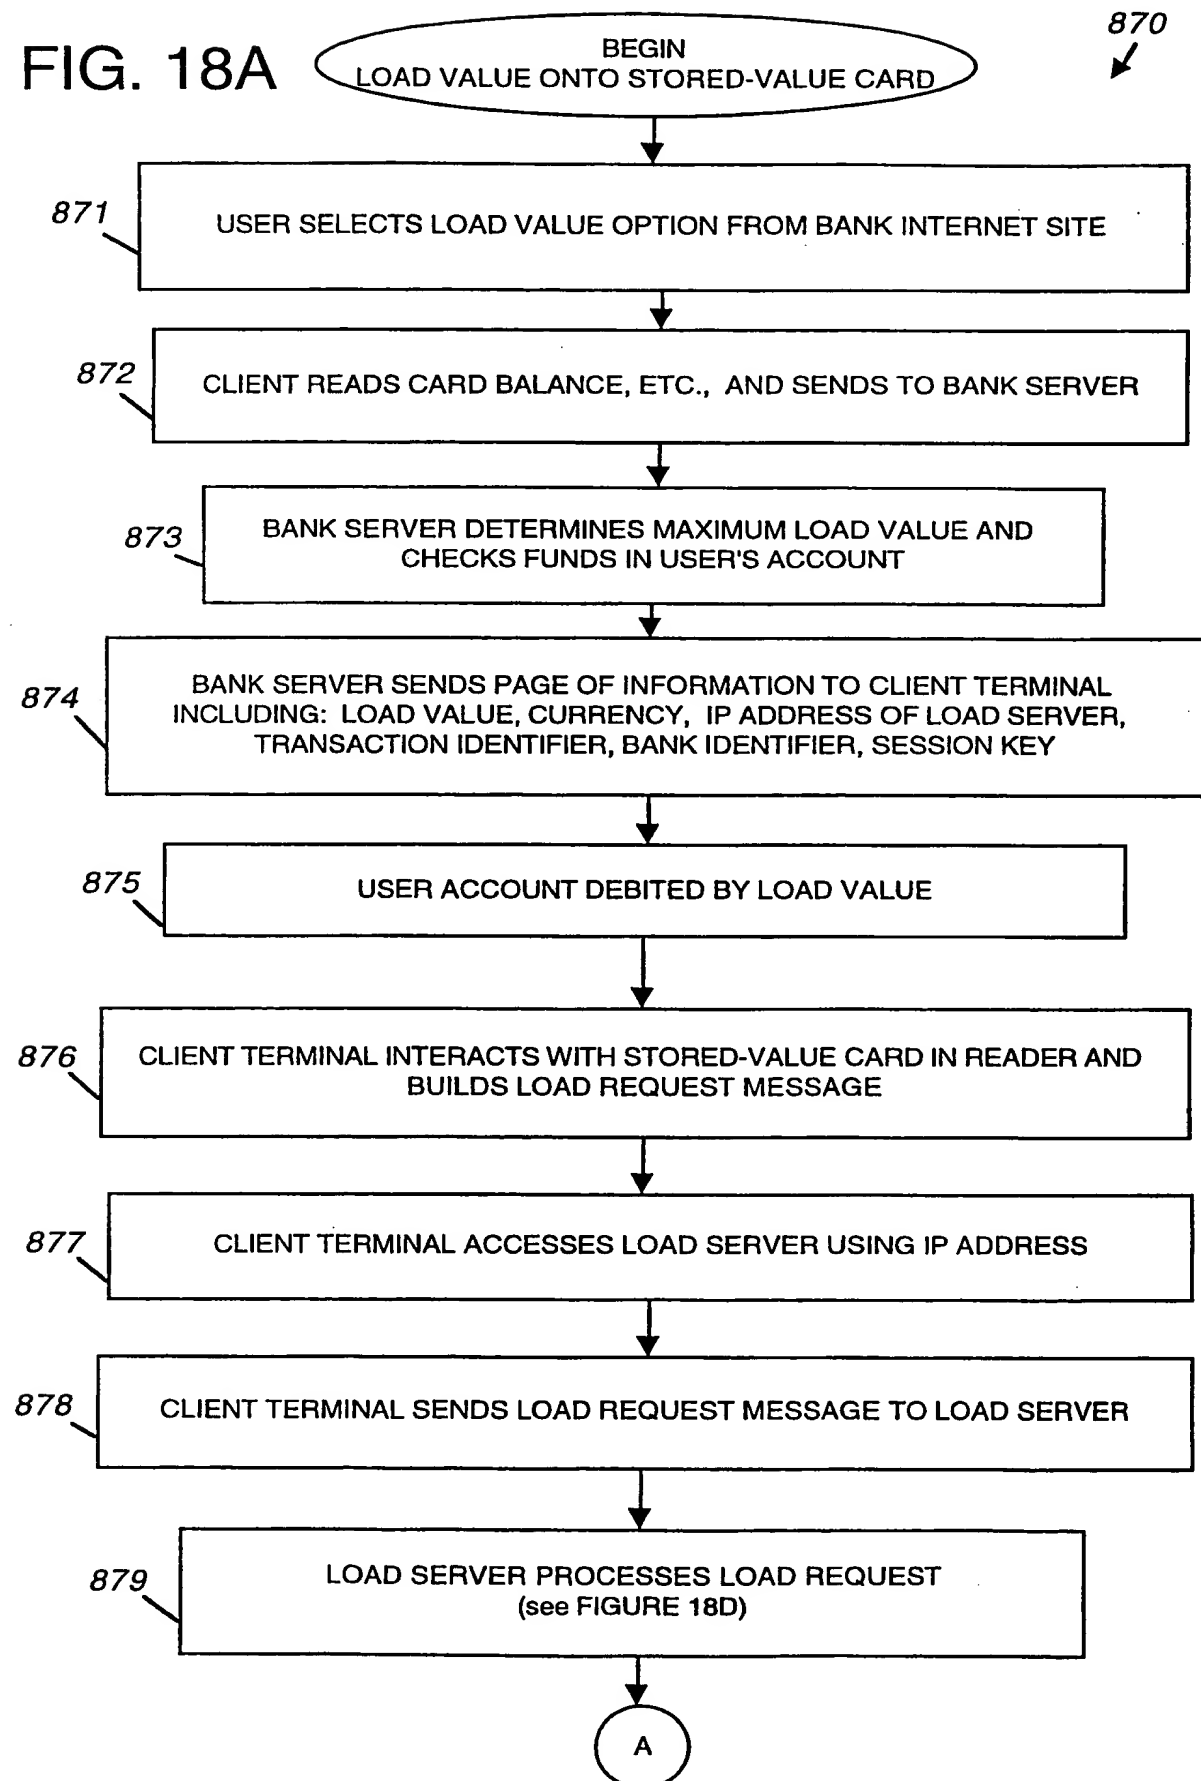 FIG. 18A
870
BEGIN
LOAD VALUE ONTO STORED-VALUE CARD
871
USER SELECTS LOAD VALUE OPTION FROM BANK INTERNET SITE
872
CLIENT READS CARD BALANCE, ETC., AND SENDS TO BANK SERVER
873
BANK SERVER DETERMINES MAXIMUM LOAD VALUE AND
CHECKS FUNDS IN USER'S ACCOUNT
874
BANK SERVER SENDS PAGE OF INFORMATION TO CLIENT TERMINAL
INCLUDING: LOAD VALUE, CURRENCY, IP ADDRESS OF LOAD SERVER,
TRANSACTION IDENTIFIER, BANK IDENTIFIER, SESSION KEY
875
USER ACCOUNT DEBITED BY LOAD VALUE
876
CLIENT TERMINAL INTERACTS WITH STORED-VALUE CARD IN READER AND
BUILDS LOAD REQUEST MESSAGE
877
CLIENT TERMINAL ACCESSES LOAD SERVER USING IP ADDRESS
878
CLIENT TERMINAL SENDS LOAD REQUEST MESSAGE TO LOAD SERVER
879
LOAD SERVER PROCESSES LOAD REQUEST
(see FIGURE 18D)
A